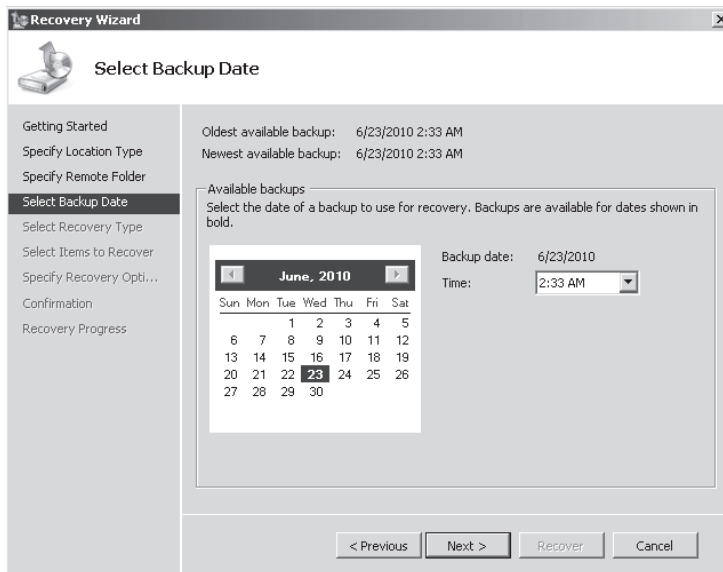 Recovery Wizard
Select Backup Date
Getting Started
Specify Location Type
Specify Remote Folder
Select Backup Date
Select Recovery Type
Select Items to Recover
Specify Recovery Opti...
Confirmation
Recovery Progress
Oldest available backup: 6/23/2010 2:33 AM
Newest available backup: 6/23/2010 2:33 AM
Available backups
Select the date of a backup to use for recovery. Backups are available for dates shown in
bold.
June, 2010
Sun Mon Tue Wed Thu Fri Sat
1 2 3 4 5
6 7 8 9 10 11 12
13 14 15 16 17 18 19
20 21 22 23 24 25 26
27 28 29 30
Backup date: 6/23/2010
Time: 2:33 AM
< Previous Next > Recover Cancel